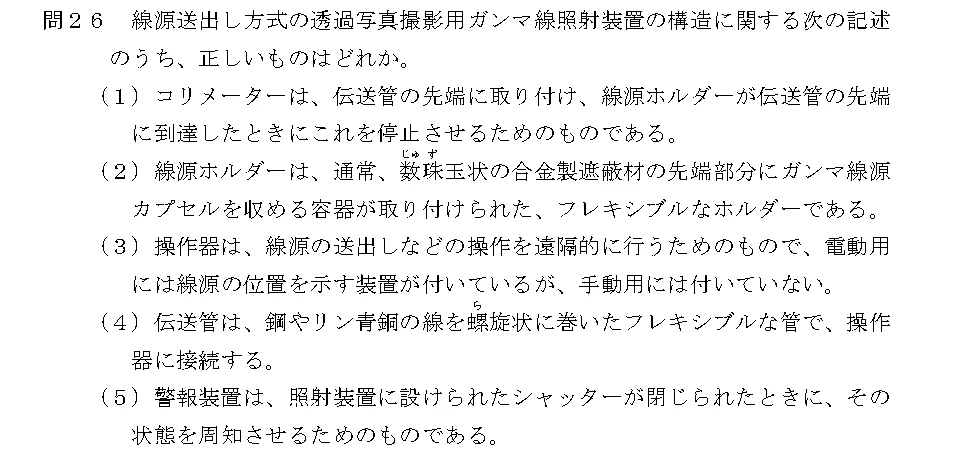 問26 線源送出し方式の透過写真撮影用ガンマ線照射装置の構造に関する次の記述
のうち、正しいものはどれか。
(1)コリメーターは、伝送管の先端に取り付け、線源ホルダーが伝送管の先端
に到達したときにこれを停止させるためのものである。
じゅ ず
(2)線源ホルダーは、通常、数珠玉状の合金製遮蔽材の先端部分にガンマ線源
カプセルを収める容器が取り付けられた、フレキシブルなホルダーである。
(3)操作器は、線源の送出しなどの操作を遠隔的に行うためのもので、電動用
には線源の位置を示す装置が付いているが、手動用には付いていない。
ら
(4)伝送管は、鋼やリン青銅の線を螺旋状に巻いたフレキシブルな管で、操作
器に接続する。
(5)警報装置は、照射装置に設けられたシャッターが閉じられたときに、その
状態を周知させるためのものである。